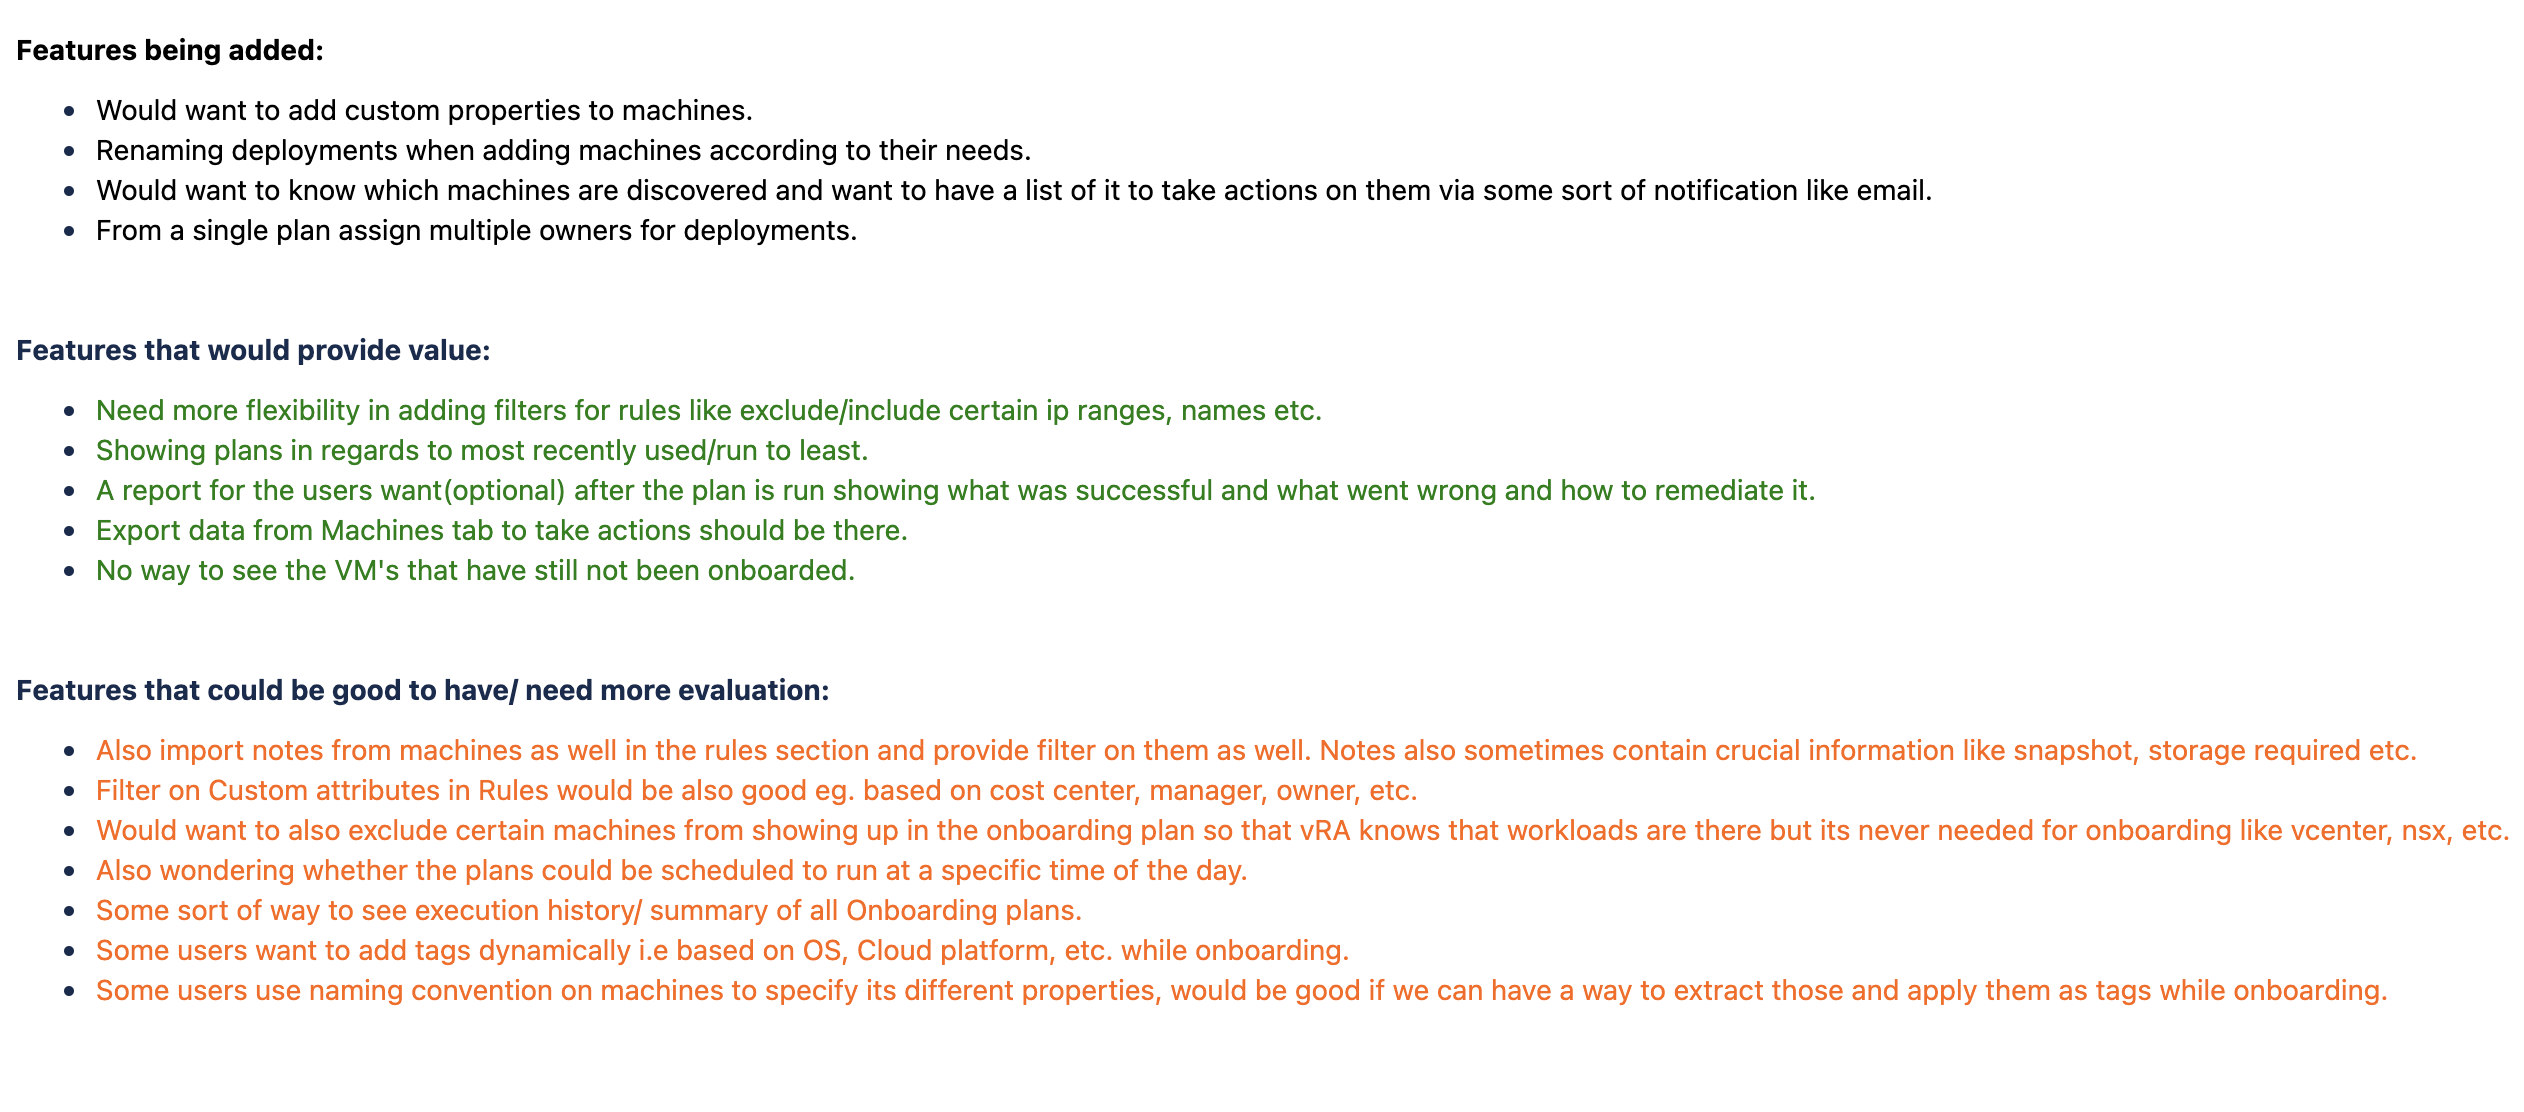 Features being added:
Would want to add custom properties to machines.
Renaming deployments when adding machines according to their needs.
Would want to know which machines are discovered and want to have a list of it to take actions on them via some sort of notification like email.
From a single plan assign multiple owners for deployments.
Features that would provide value:
Need more flexibility in adding filters for rules like exclude/include certain ip ranges, names etc.
Showing plans in regards to most recently used/run to least.
A report for the users want(optional) after the plan is run showing what was successful and what went wrong and how to remediate it.
Export data from Machines tab to take actions should be there.
No way to see the VM's that have still not been onboarded.
Features that could be good to have/ need more evaluation:
Also import notes from machines as well in the rules section and provide filter on them as well. Notes also sometimes contain crucial information like snapshot, storage required etc.
Filter on Custom attributes in Rules would be also good eg. based on cost center, manager, owner, etc.
Would want to also exclude certain machines from showing up in the onboarding plan so that vRA knows that workloads are there but its never needed for onboarding like vcenter, nsx, etc.
Also wondering whether the plans could be scheduled to run at a specific time of the day.
Some sort of way to see execution history/ summary of all Onboarding plans.
Some users want to add tags dynamically i.e based on OS, Cloud platform, etc. while onboarding.
Some users use naming convention on machines to specify its different properties, would be good if we can have a way to extract those and apply them as tags while onboarding.